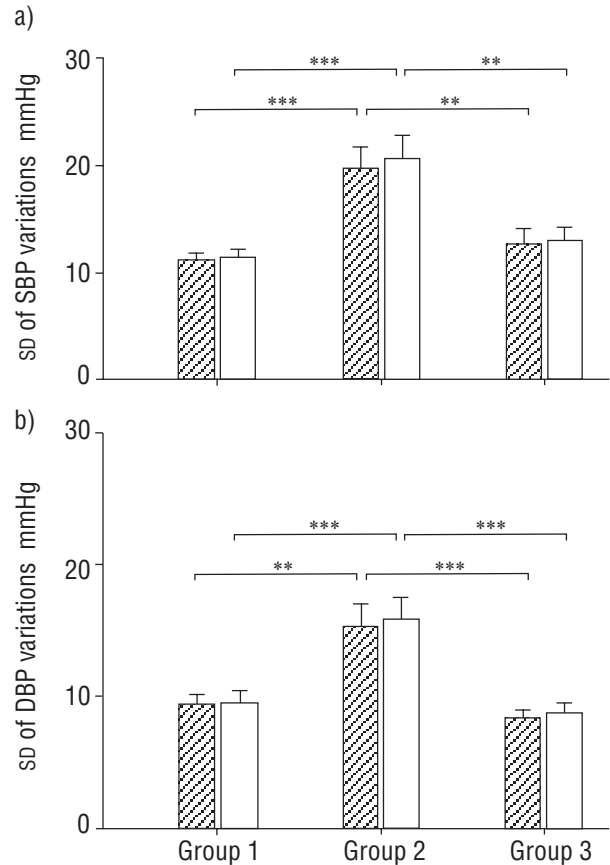 a)
30
20
10
0
SD of SBP variations mmHg
*** **
*** **
b)
30
20
10
0
SD of DBP variations mmHg
*** ***
** ***
Group 1 Group 2 Group 3